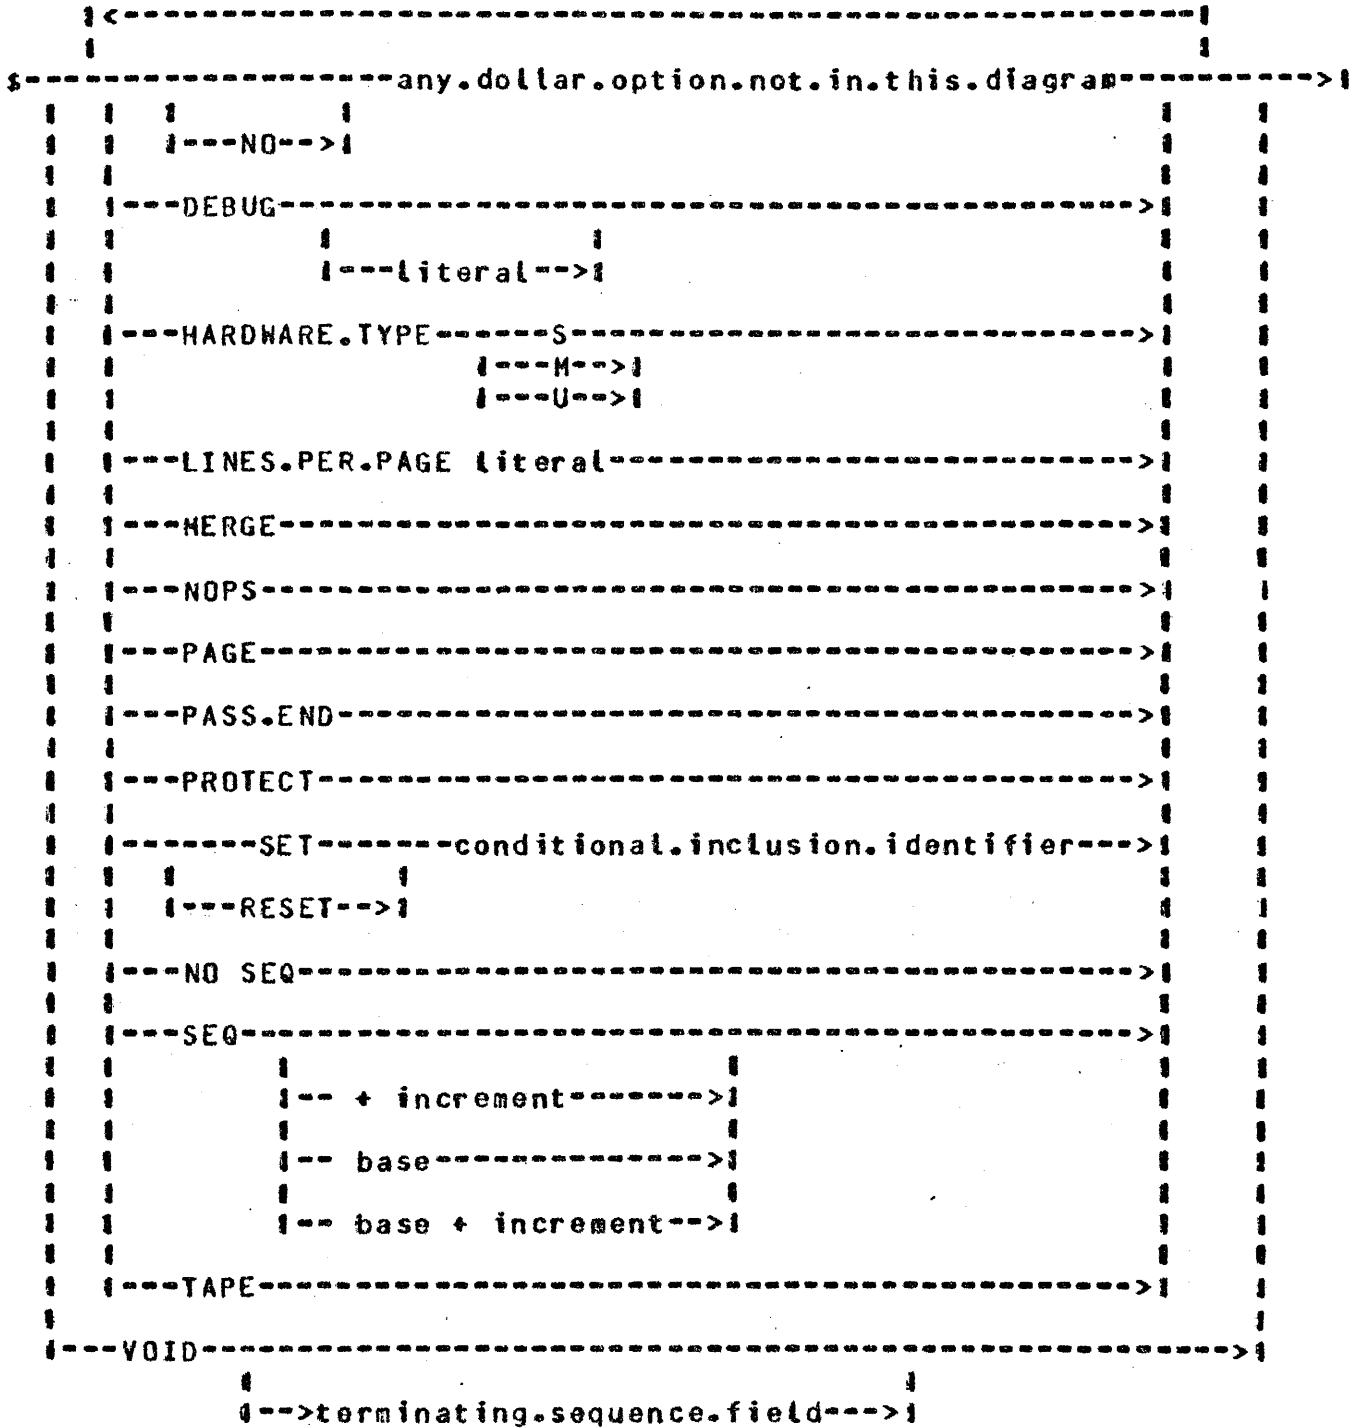 $ any.dollar.option.not.in.this.diagram
NO
DEBUG
literal
HARDWARE.TYPE S
M
U
LINES.PER.PAGE literal
MERGE
NOPS
PAGE
PASS.END
PROTECT
SET conditional.inclusion.identifier
RESET
NO SEQ
SEQ
+ increment
base
base + increment
TAPE
VOID
terminating.sequence.field